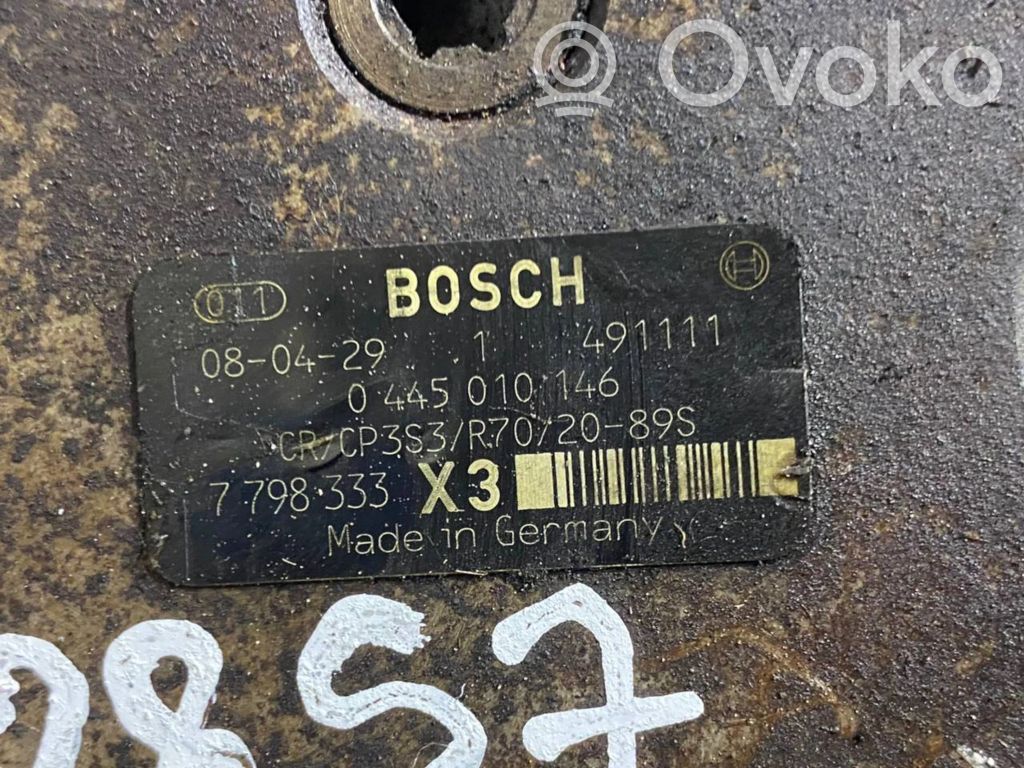 Ovoko
011 BOSCH
08-04-29 1 491111
0 445 010 146
CR/CP3S3/R70/20-89S
7 798 333 X3
Made in Germany
857